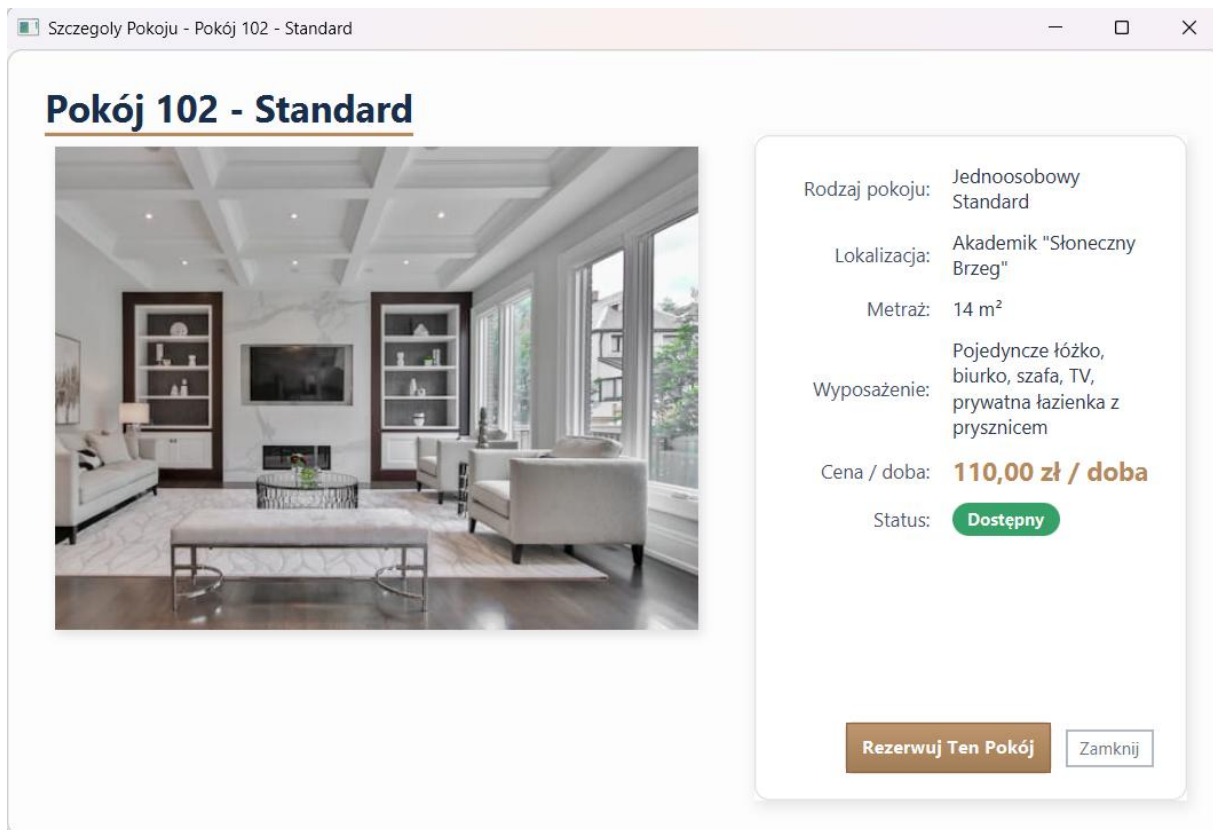 Szczegoly Pokoju - Pokój 102 - Standard
Pokój 102 - Standard
Rodzaj pokoju:
Jednoosobowy
Standard
Lokalizacja:
Akademik "Słoneczny
Brzeg"
Metraż:
14 m²
Wyposażenie:
Pojedyncze łóżko,
biurko, szafa, TV,
prywatna łazienka z
prysznicem
Cena / doba:
110,00 zł / doba
Status:
Dostępny
Rezerwuj Ten Pokój
Zamknij